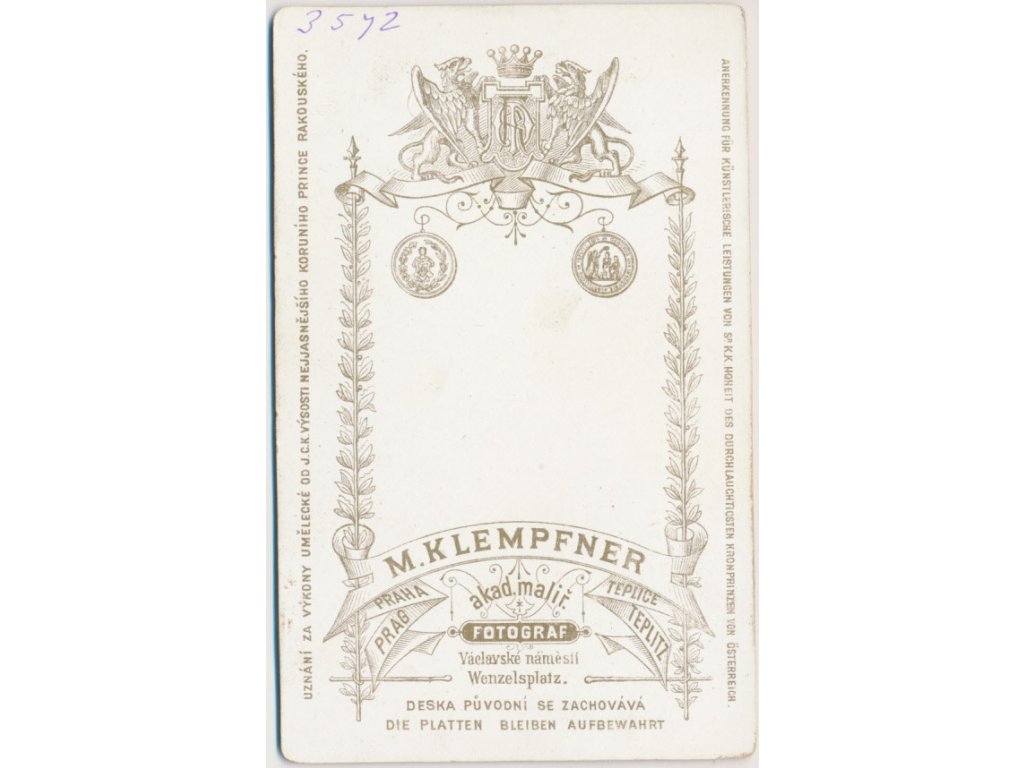 3542
UZNÁNÍ ZA VÝKONY UMĚLECKÉ OD J.C.K.VÝSOSTI NEJJASNĚJŠÍHO KORUNÍHO PRINCE RAKOUSKÉHO.
ANERKENNUNG FÜR KÜNSTLERISCHE LEISTUNGEN VON Sr K.K. HOHEIT DES DURCHLAUCHTIGSTEN KRONPRINZEN VON ÖSTERREICH.
M. KLEMPFNER
PRAHA
PRAG
akad. malíř.
TEPLICE
TEPLITZ
FOTOGRAF
Václavské náměstí
Wenzelsplatz.
DESKA PŮVODNÍ SE ZACHOVÁVÁ
DIE PLATTEN BLEIBEN AUFBEWAHRT